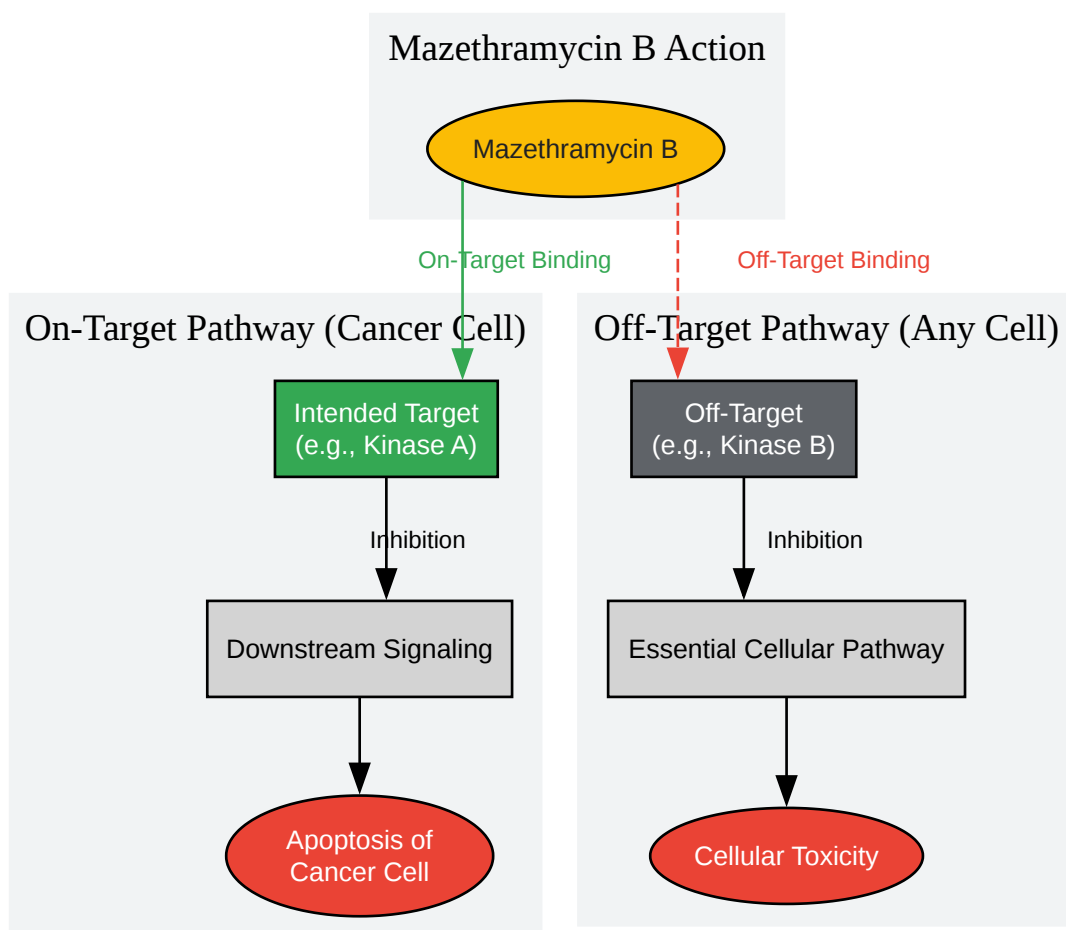 Mazethramycin B Action
Mazethramycin B
On-Target Binding
Off-Target Binding
On-Target Pathway (Cancer Cell)
Off-Target Pathway (Any Cell)
Intended Target
(e.g., Kinase A)
Off-Target
(e.g., Kinase B)
Inhibition
Inhibition
Downstream Signaling
Essential Cellular Pathway
Apoptosis of
Cancer Cell
Cellular Toxicity